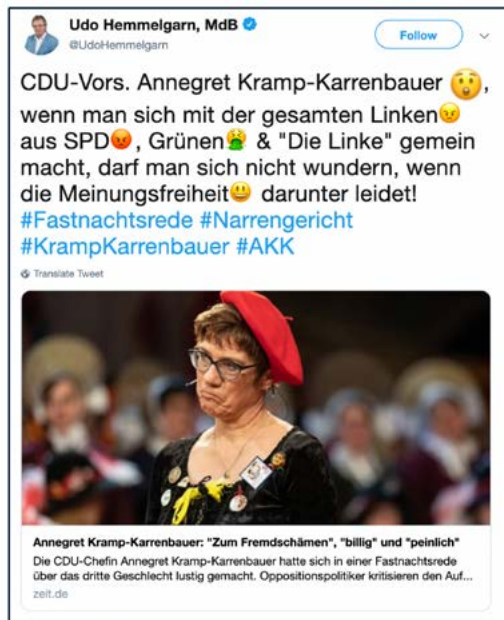 Udo Hemmelgarn, MdB
@UdoHemmelgarn
Follow
CDU-Vors. Annegret Kramp-Karrenbauer 😲,
wenn man sich mit der gesamten Linken😠
aus SPD😡, Grünen🤮 & "Die Linke" gemein
macht, darf man sich nicht wundern, wenn
die Meinungsfreiheit😃 darunter leidet!
#Fastnachtsrede #Narrengericht
#KrampKarrenbauer #AKK
Translate Tweet
Annegret Kramp-Karrenbauer: "Zum Fremdschämen", "billig" und "peinlich"
Die CDU-Chefin Annegret Kramp-Karrenbauer hatte sich in einer Fastnachtsrede
über das dritte Geschlecht lustig gemacht. Oppositionspolitiker kritisieren den Auf...
zeit.de